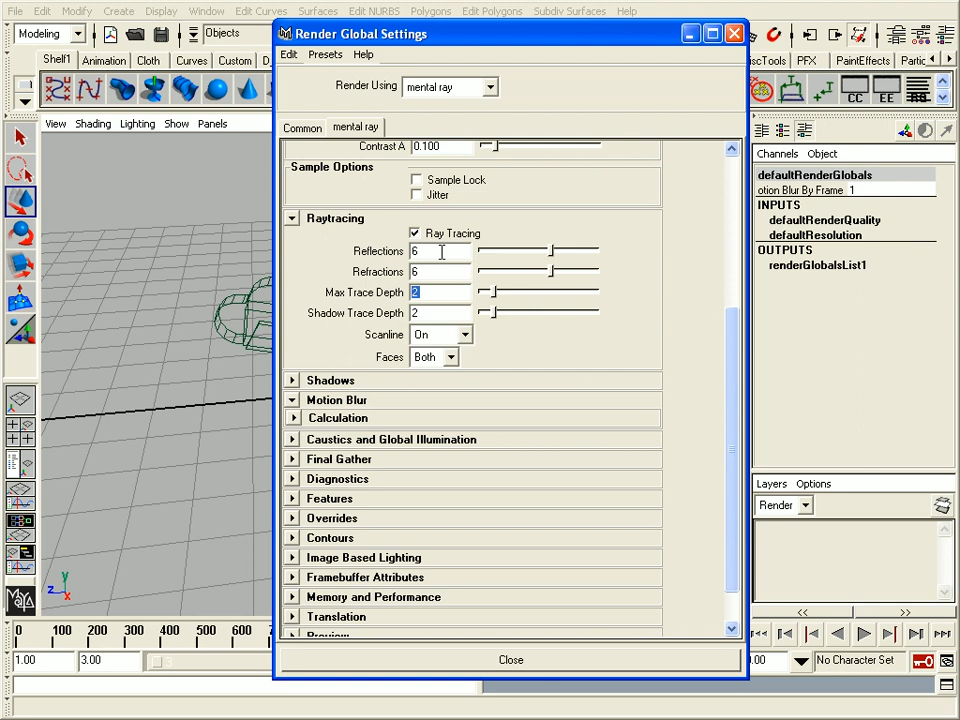 File Edit Modify Create Display Window Edit Curves Surfaces Edit NURBS Polygons Edit Polygons Subdiv Surfaces Help
Modeling Objects
Render Global Settings
Edit Presets Help
Shelf1 Animation Cloth Curves Custom
iscTools PFX PaintEffects Partic
CC EE
Render Using mental ray
View Shading Lighting Show Panels
Common mental ray
Channels Object
Contrast A 0.100
Sample Options
Sample Lock
Jitter
defaultRenderGlobals
otion Blur By Frame 1
INPUTS
defaultRenderQuality
defaultResolution
OUTPUTS
renderGlobalsList1
Raytracing
Ray Tracing
Reflections 6
Refractions 6
Max Trace Depth 2
Shadow Trace Depth 2
Scanline On
Faces Both
Shadows
Motion Blur
Calculation
Caustics and Global Illumination
Final Gather
Diagnostics
Features
Overrides
Contours
Image Based Lighting
Framebuffer Attributes
Memory and Performance
Translation
Preview
Layers Options
Render
y
z x
MAYA
0 100 200 300 400 500 600
<< >>
1.00 3.00
Close
0.00 No Character Set